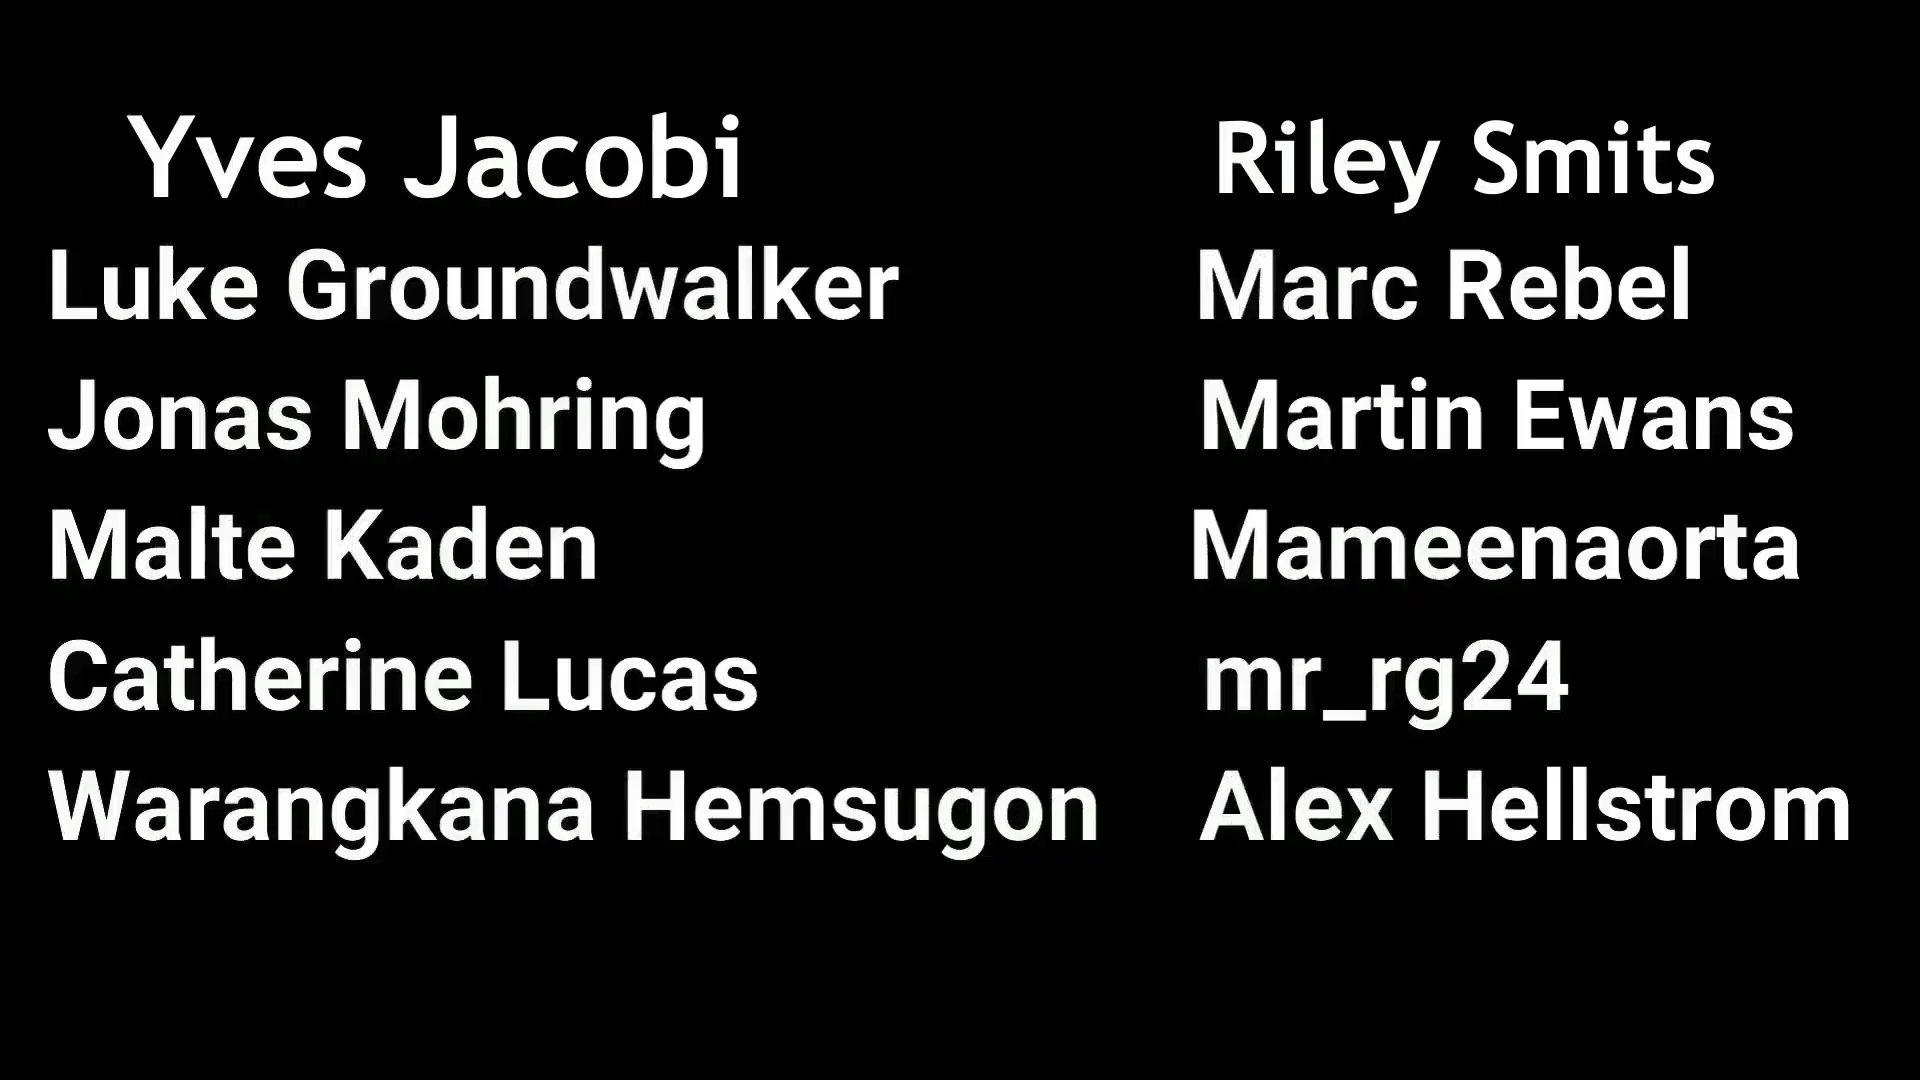 Yves Jacobi
Luke Groundwalker
Jonas Mohring
Malte Kaden
Catherine Lucas
Warangkana Hemsugon
Riley Smits
Marc Rebel
Martin Ewans
Mameenaorta
mr_rg24
Alex Hellstrom